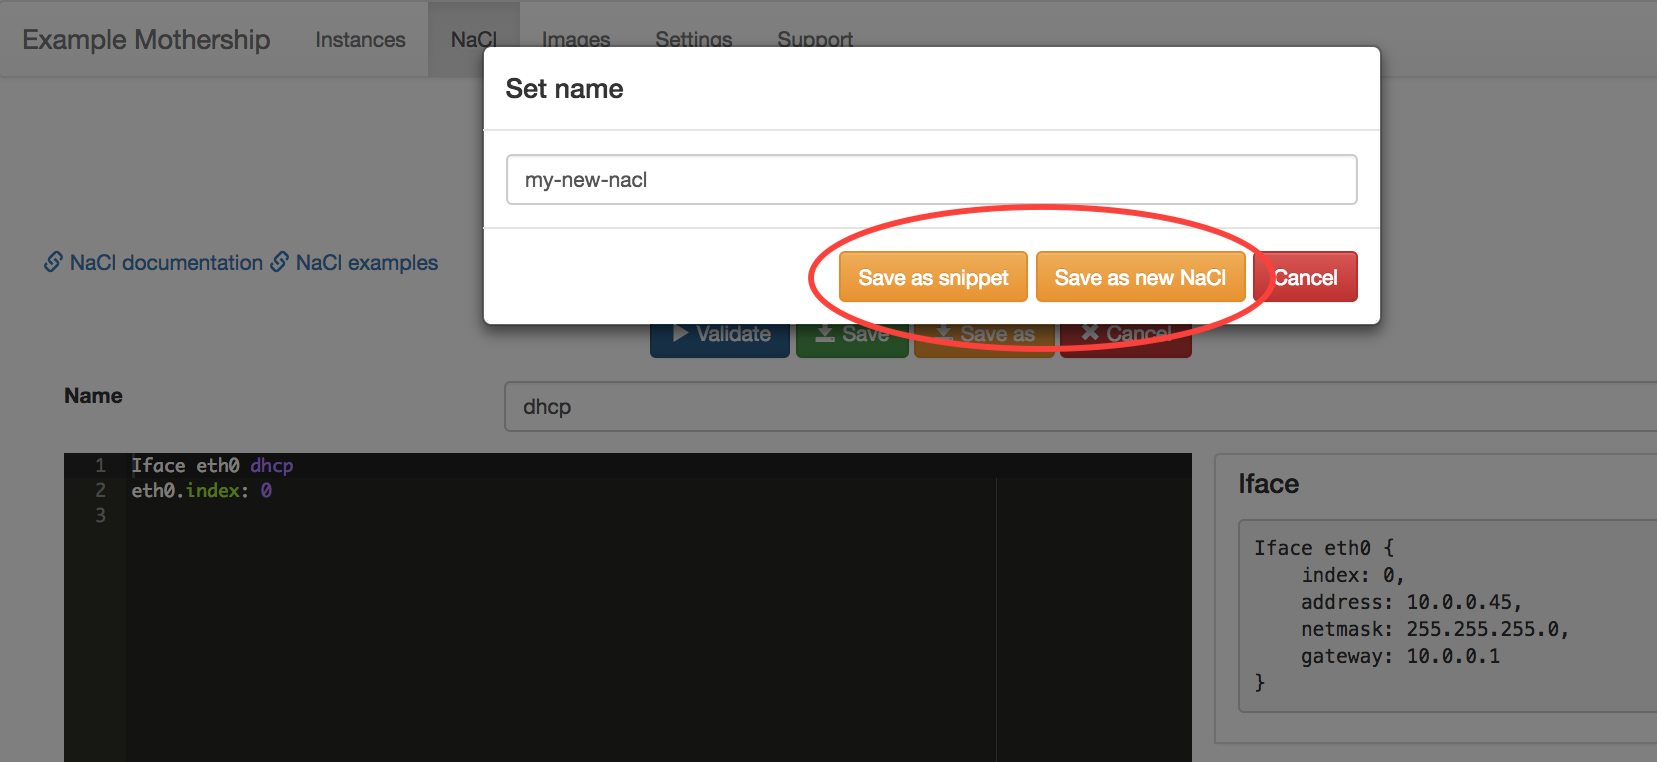 Example Mothership Instances NaCl Images Settings Support
Set name
my-new-nacl
NaCl documentation NaCl examples
Save as snippet Save as new NaCl Cancel
Validate Save Save as Cancel
Name
dhcp
1 Iface eth0 dhcp
2 eth0.index: 0
3
Iface
Iface eth0 {
index: 0,
address: 10.0.0.45,
netmask: 255.255.255.0,
gateway: 10.0.0.1
}